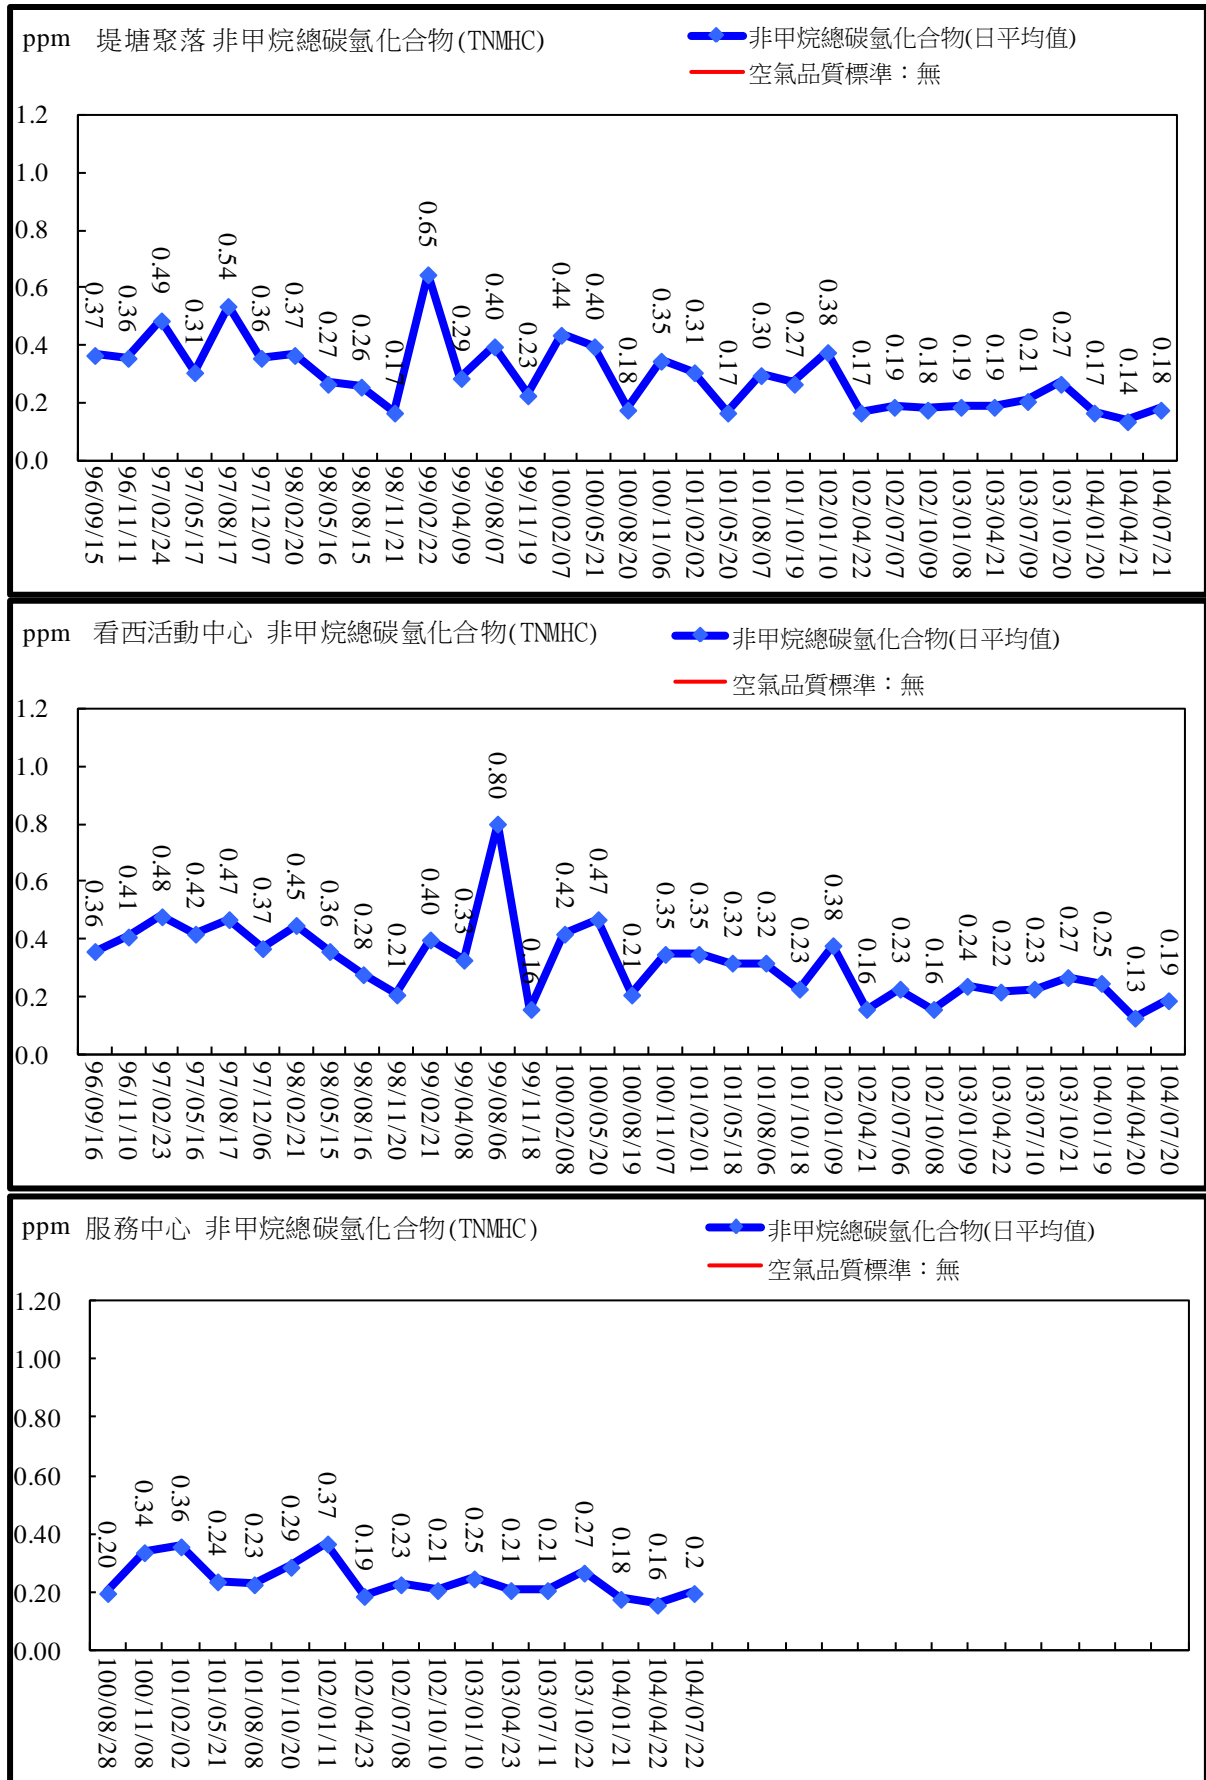 ppm 堤塘聚落 非甲烷總碳氫化合物(TNMHC)
非甲烷總碳氫化合物(日平均值)
空氣品質標準：無
1.2
1.0
0.8
0.6
0.4
0.2
0.0
0.37 0.36 0.49 0.31 0.54 0.36 0.37 0.27 0.26 0.17 0.65 0.29 0.40 0.23 0.44 0.40 0.18 0.35 0.31 0.17 0.30 0.27 0.38 0.17 0.19 0.18 0.19 0.19 0.21 0.27 0.17 0.14 0.18
96/09/15 96/11/11 97/02/24 97/05/17 97/08/17 97/12/07 98/02/20 98/05/16 98/08/15 98/11/21 99/02/22 99/04/09 99/08/07 99/11/19 100/02/07 100/05/21 100/08/20 100/11/06 101/02/02 101/05/20 101/08/07 101/10/19 102/01/10 102/04/22 102/07/07 102/10/09 103/01/08 103/04/21 103/07/09 103/10/20 104/01/20 104/04/21 104/07/21
ppm 看西活動中心 非甲烷總碳氫化合物(TNMHC)
非甲烷總碳氫化合物(日平均值)
空氣品質標準：無
1.2
1.0
0.8
0.6
0.4
0.2
0.0
0.36 0.41 0.48 0.42 0.47 0.37 0.45 0.36 0.28 0.21 0.40 0.33 0.80 0.16 0.42 0.47 0.21 0.35 0.35 0.32 0.32 0.23 0.38 0.16 0.23 0.16 0.24 0.22 0.23 0.27 0.25 0.13 0.19
96/09/16 96/11/10 97/02/23 97/05/16 97/08/17 97/12/06 98/02/21 98/05/15 98/08/16 98/11/20 99/02/21 99/04/08 99/08/06 99/11/18 100/02/08 100/05/20 100/08/19 100/11/07 101/02/01 101/05/18 101/08/06 101/10/18 102/01/09 102/04/21 102/07/06 102/10/08 103/01/09 103/04/22 103/07/10 103/10/21 104/01/19 104/04/20 104/07/20
ppm 服務中心 非甲烷總碳氫化合物(TNMHC)
非甲烷總碳氫化合物(日平均值)
空氣品質標準：無
1.20
1.00
0.80
0.60
0.40
0.20
0.00
0.20 0.34 0.36 0.24 0.23 0.29 0.37 0.19 0.23 0.21 0.25 0.21 0.21 0.27 0.18 0.16 0.2
100/08/28 100/11/08 101/02/02 101/05/21 101/08/08 101/10/20 102/01/11 102/04/23 102/07/08 102/10/10 103/01/10 103/04/23 103/07/11 103/10/22 104/01/21 104/04/22 104/07/22